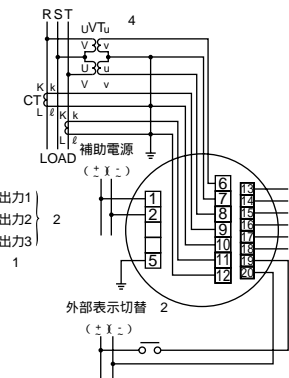 R S T
4
U VT u
V v
U u
V v
K k
CT
L ℓ K k
L ℓ
LOAD
補助電源
(＋)(－)
~ ~
出力1
出力2
出力3
2
1
1
2
5
6
7
8
9
10
11
12
13
14
15
16
17
18
19
20
外部表示切替 2
(＋)(－)
~ ~